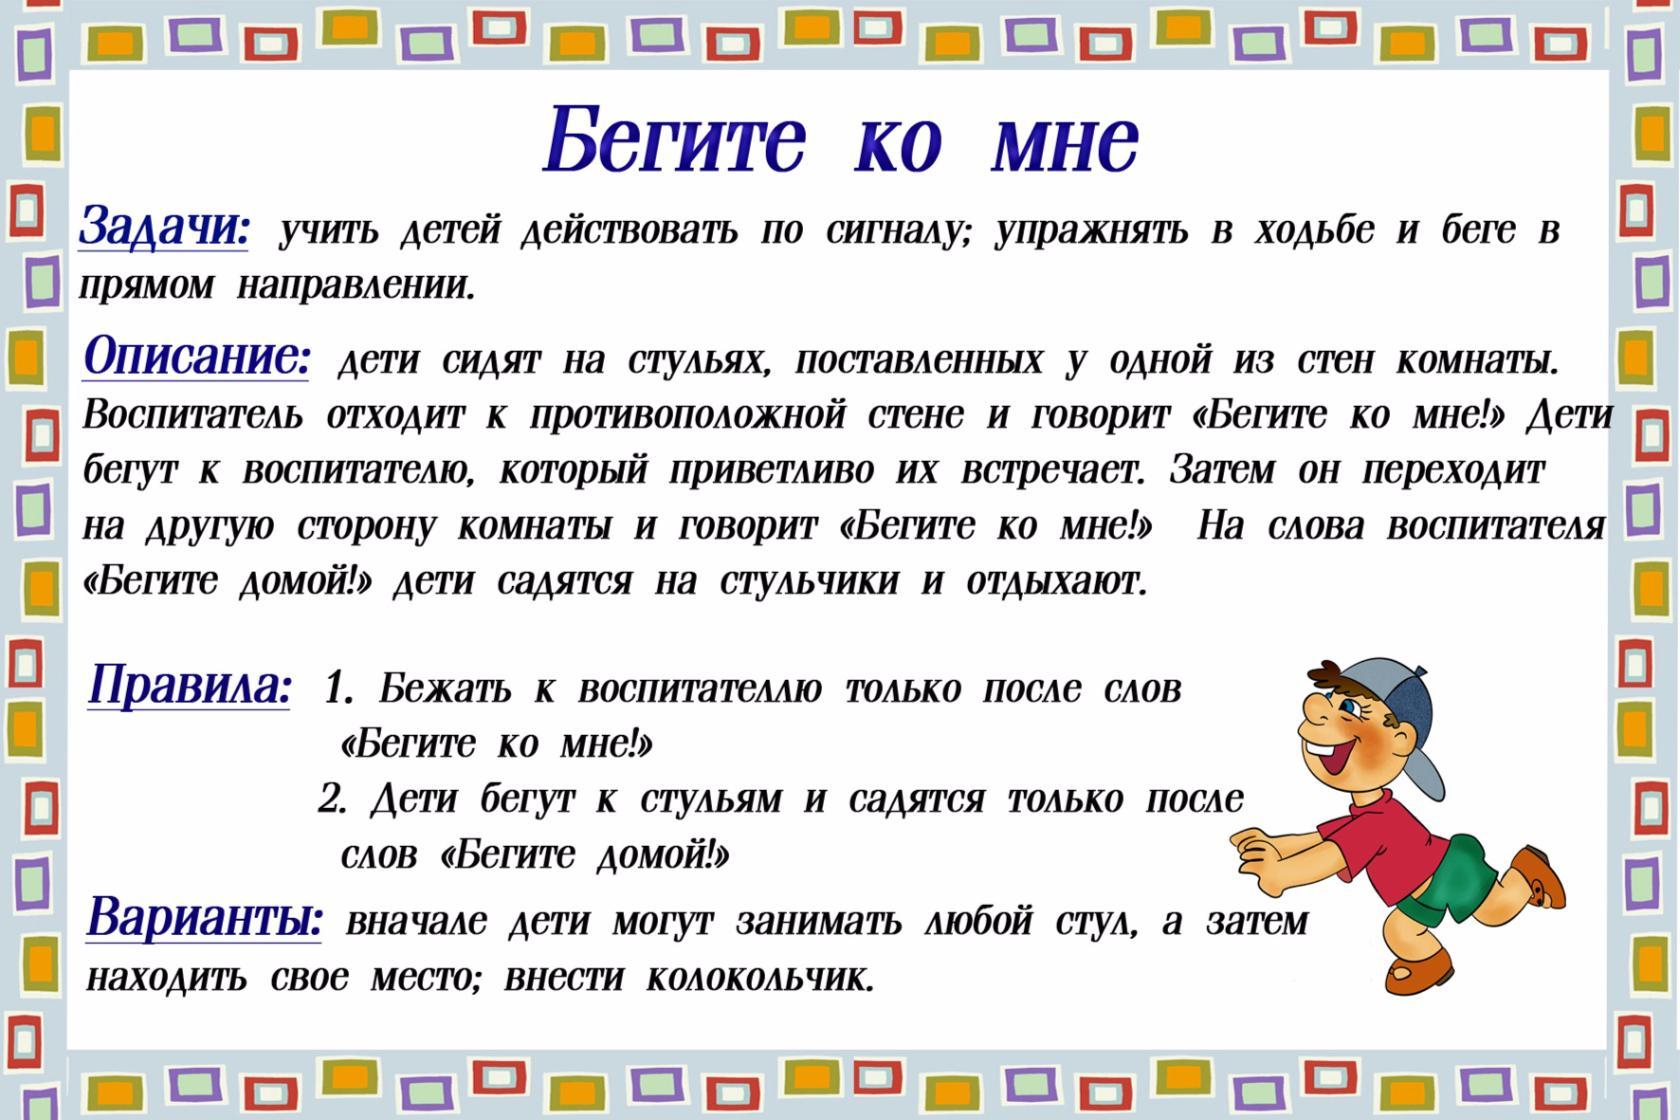 Бегите ко мне
Задачи: учить детей действовать по сигналу; упражнять в ходьбе и беге в
прямом направлении.
Описание: дети сидят на стульях, поставленных у одной из стен комнаты.
Воспитатель отходит к противоположной стене и говорит «Бегите ко мне!» Дети
бегут к воспитателю, который приветливо их встречает. Затем он переходит
на другую сторону комнаты и говорит «Бегите ко мне!» На слова воспитателя
«Бегите домой!» дети садятся на стульчики и отдыхают.
Правила: 1. Бежать к воспитателлю только после слов
«Бегите ко мне!»
2. Дети бегут к стульям и садятся только после
слов «Бегите домой!»
Варианты: вначале дети могут занимать любой стул, а затем
находить свое место; внести колокольчик.